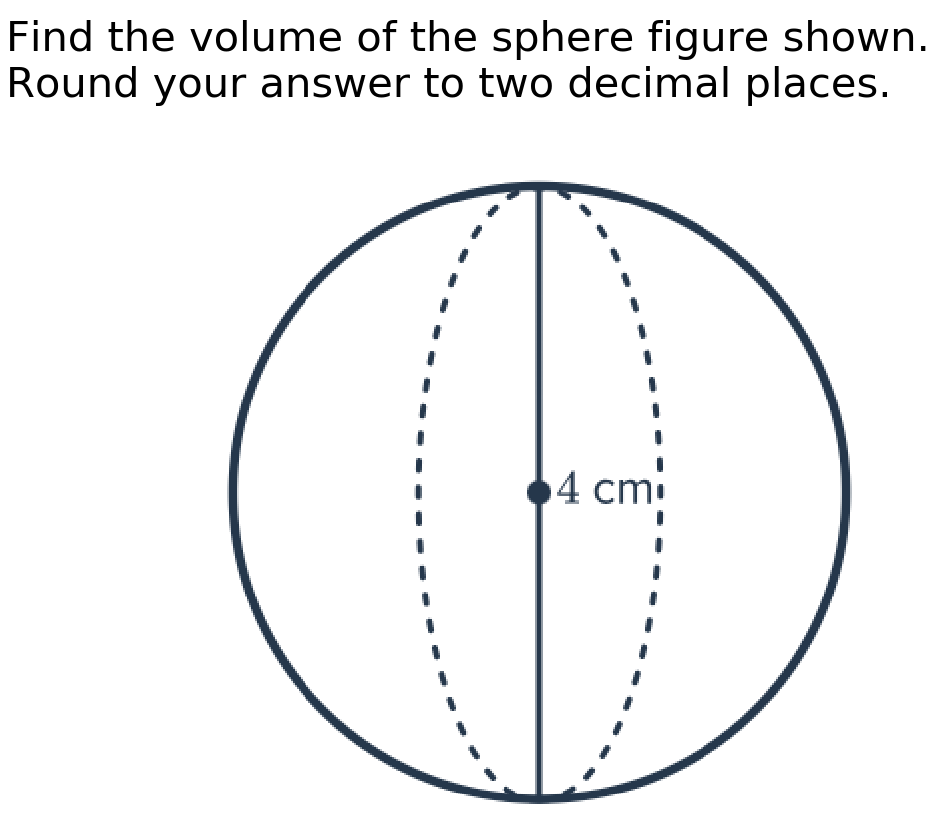 Find the volume of the sphere figure shown.
Round your answer to two decimal places.
4 cm